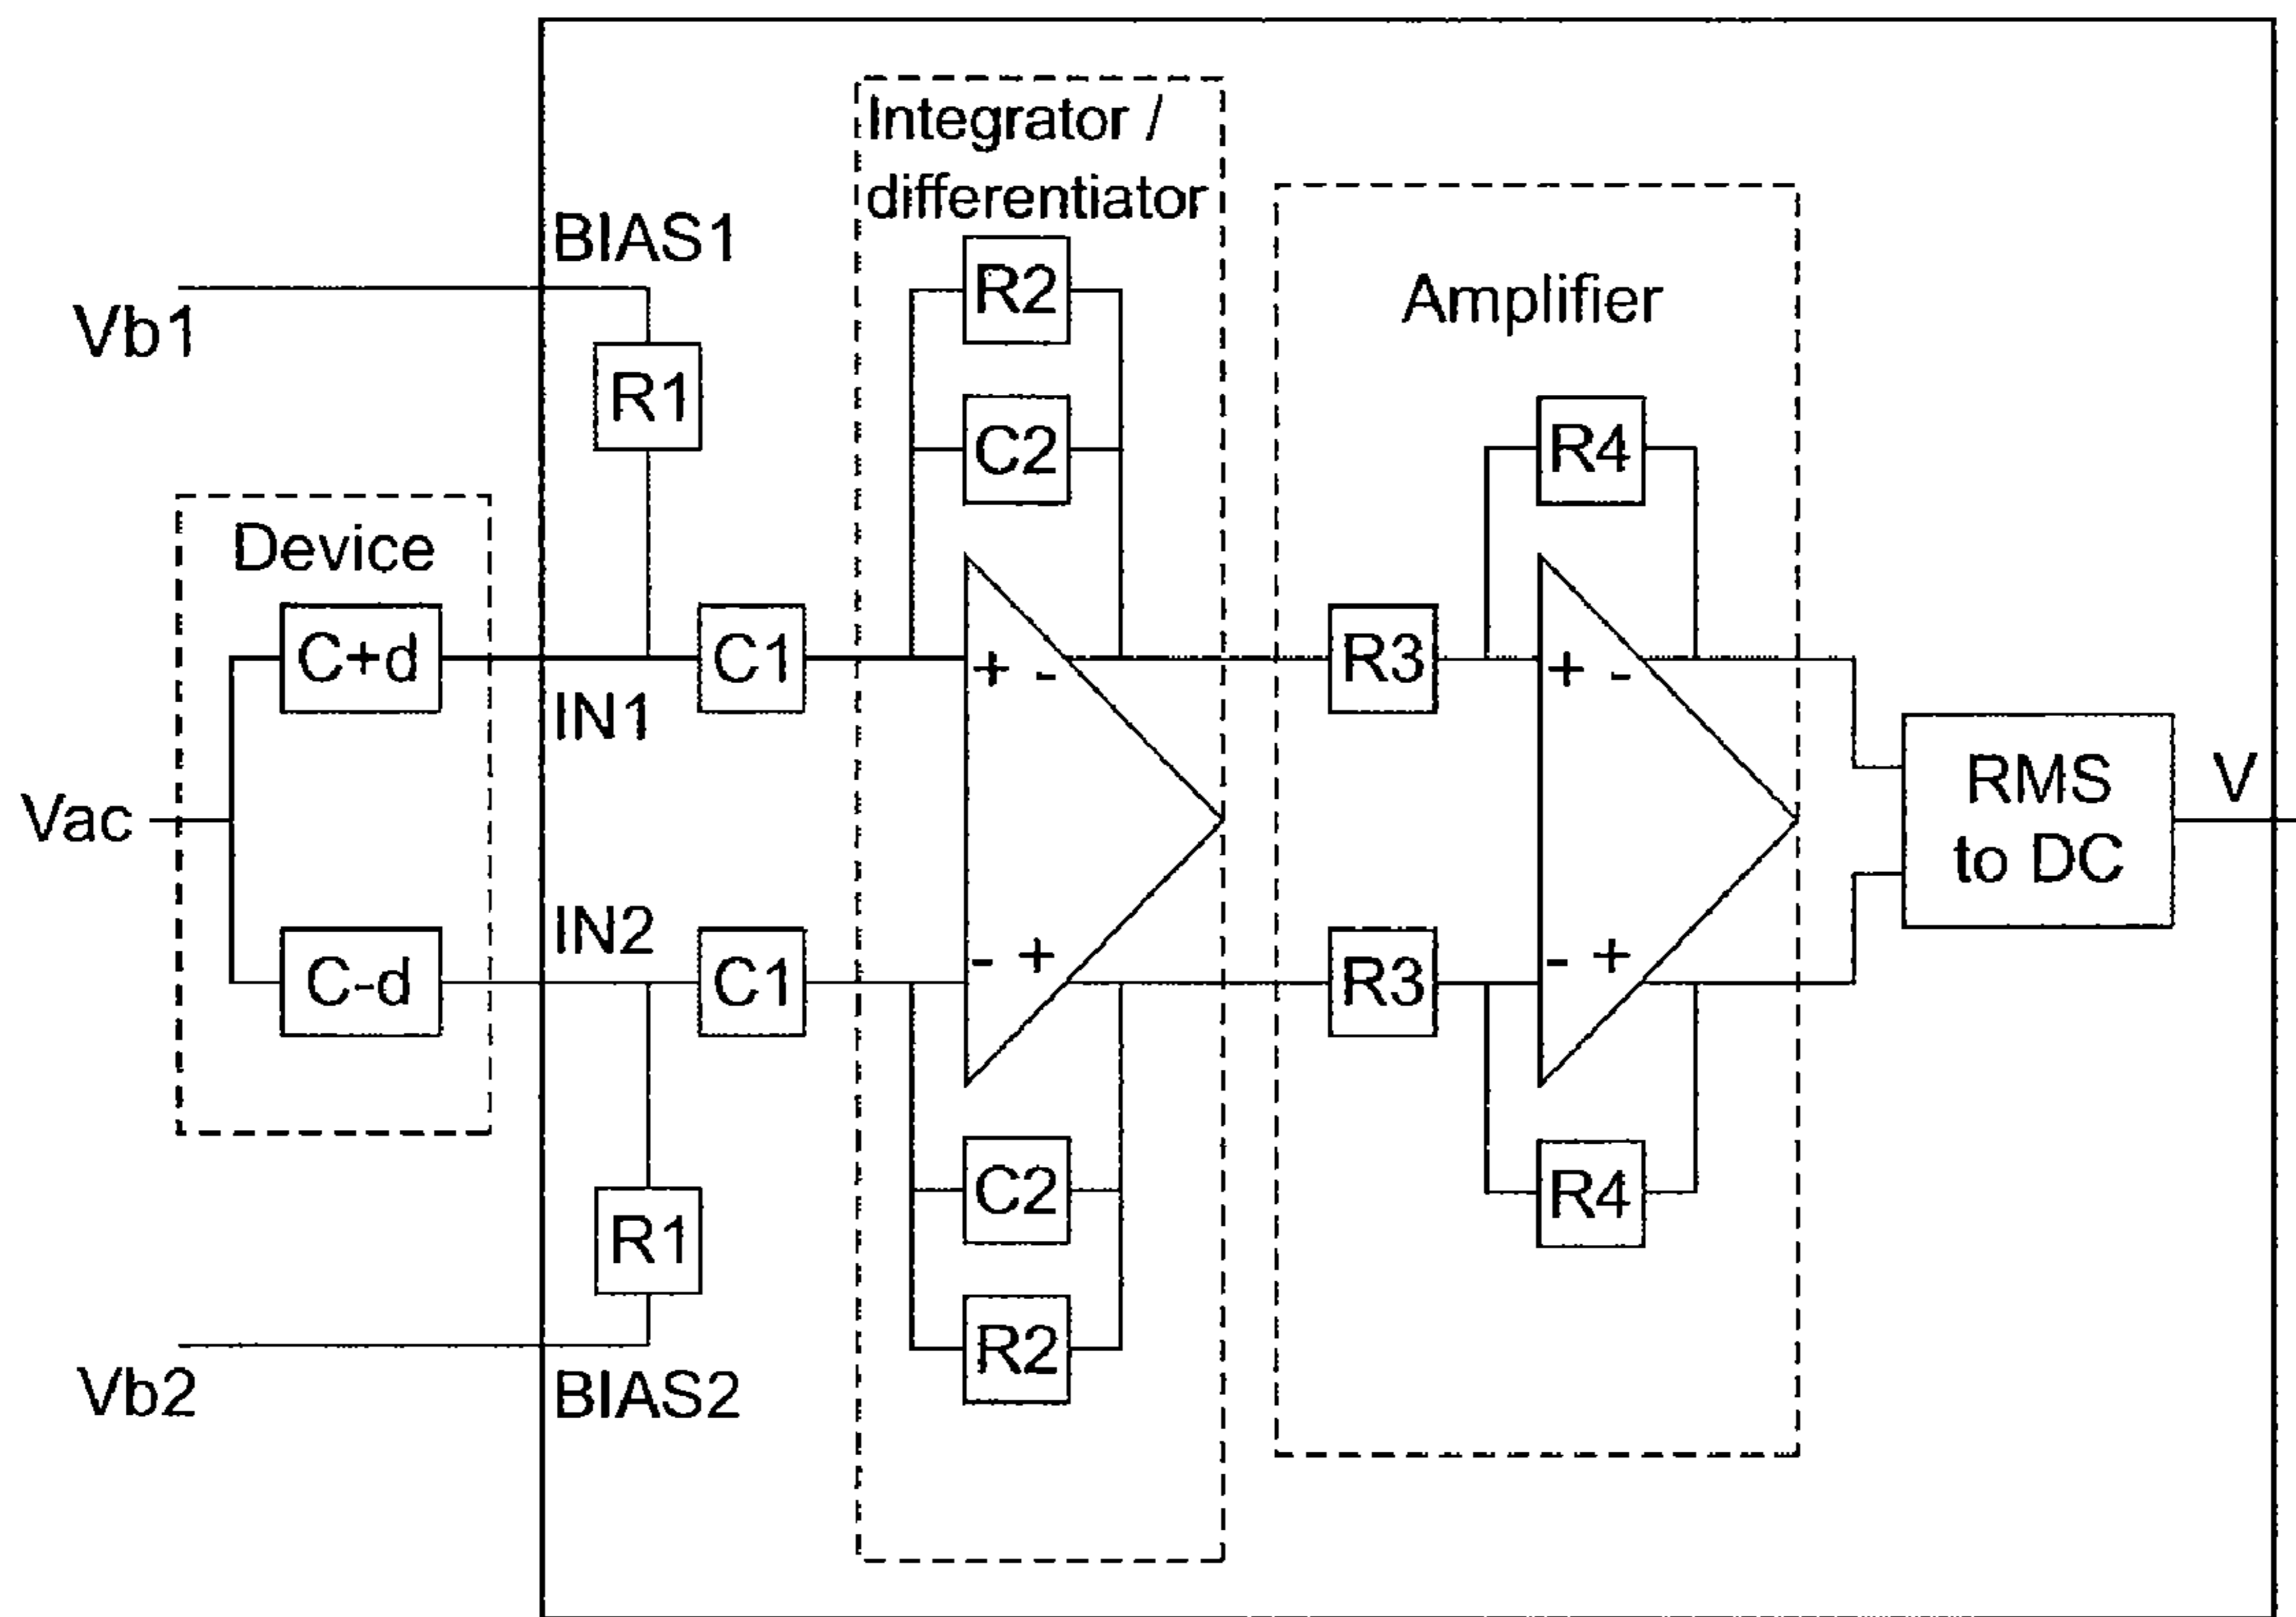 Integrator /
differentiator
BIAS1
R2
Amplifier
Vb1
R1
C2
R4
Device
C+d
C1
+ -
R3
+ -
IN1
RMS
to DC
V
Vac
IN2
C-d
C1
- +
R3
- +
C2
R4
R1
R2
Vb2
BIAS2